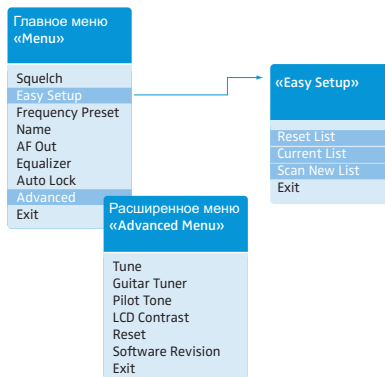 Главное меню
«Menu»
Squelch
Easy Setup
Frequency Preset
Name
AF Out
Equalizer
Auto Lock
Advanced
Exit
«Easy Setup»
Reset List
Current List
Scan New List
Exit
Расширенное меню
«Advanced Menu»
Tune
Guitar Tuner
Pilot Tone
LCD Contrast
Reset
Software Revision
Exit